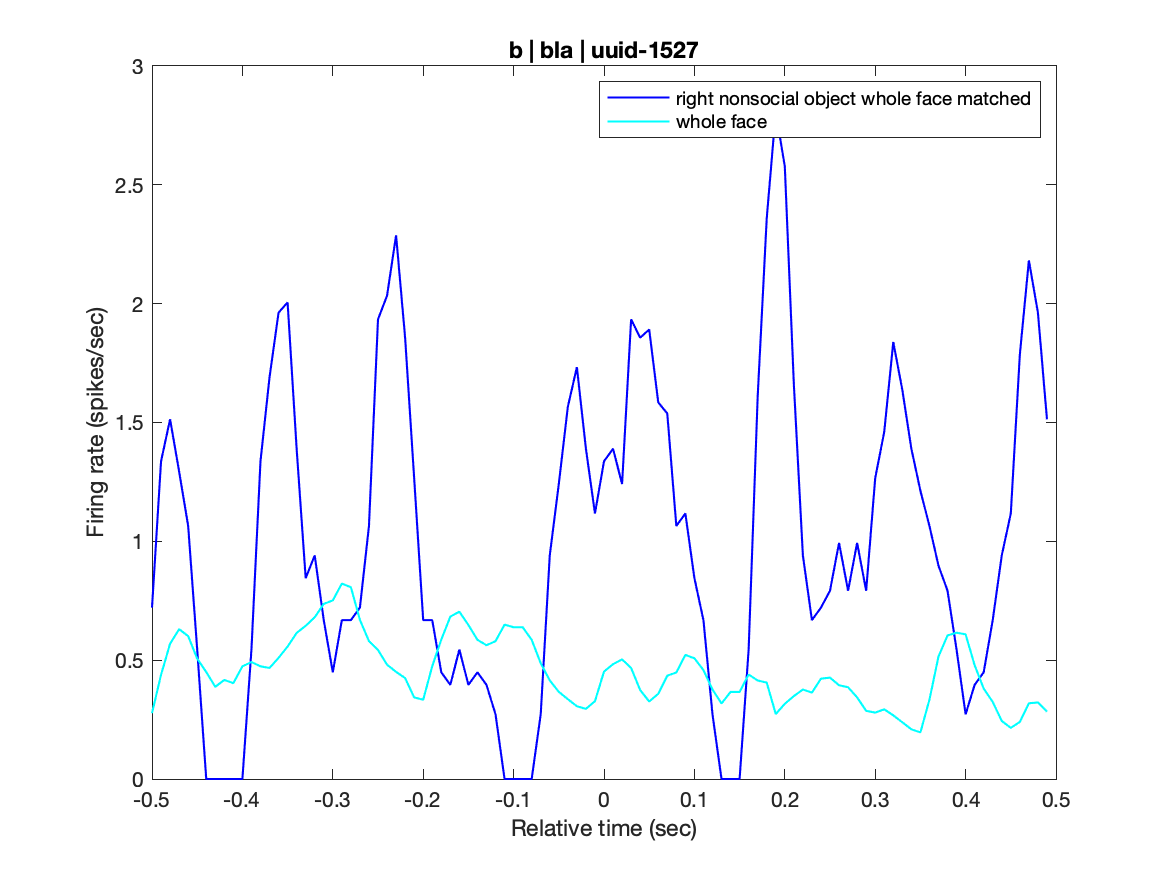 b | bla | uuid-1527
right nonsocial object whole face matched
whole face
Firing rate (spikes/sec)
3
2.5
2
1.5
1
0.5
0
-0.5 -0.4 -0.3 -0.2 -0.1 0 0.1 0.2 0.3 0.4 0.5
Relative time (sec)